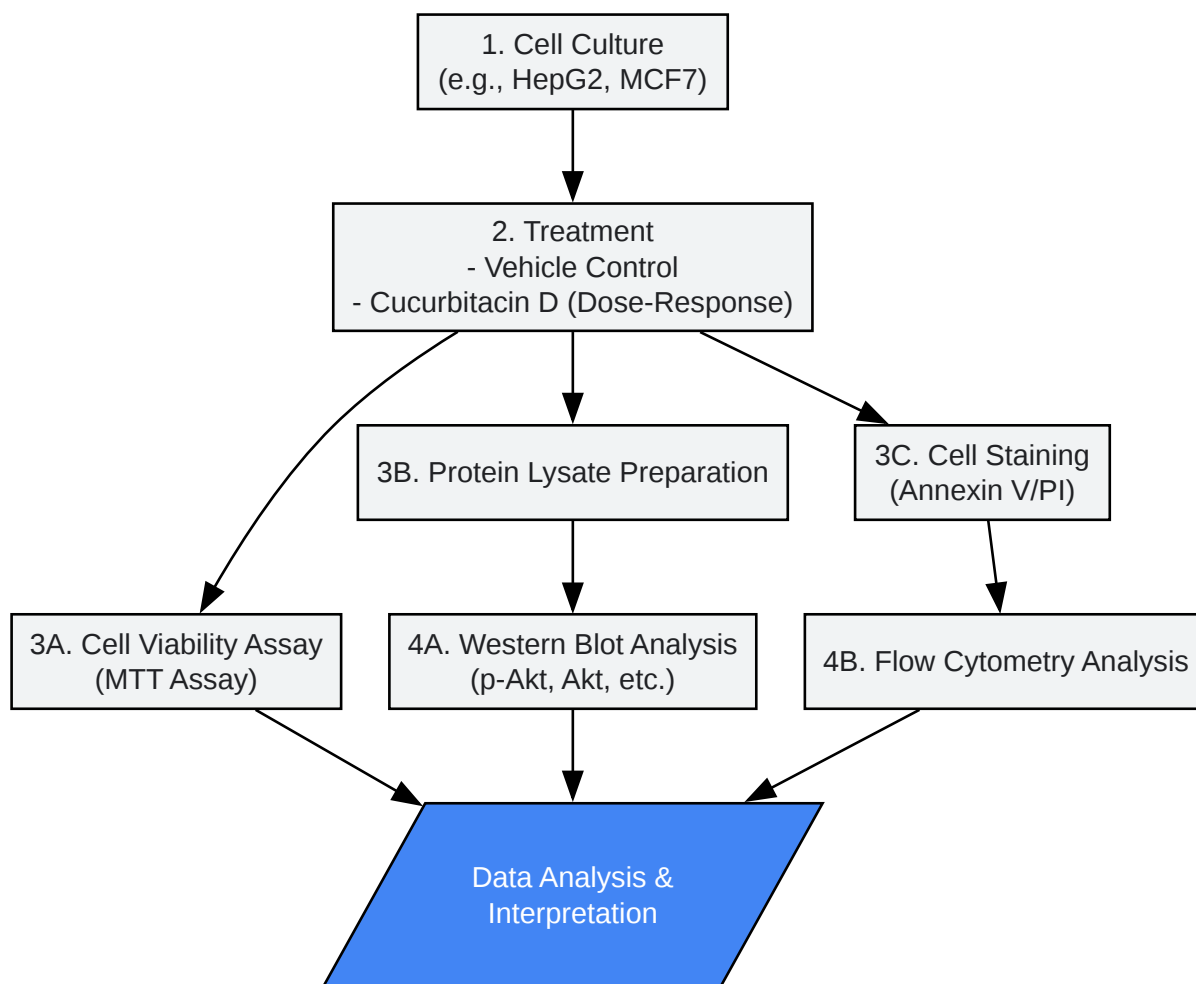 1. Cell Culture
(e.g., HepG2, MCF7)
2. Treatment
- Vehicle Control
- Cucurbitacin D (Dose-Response)
3B. Protein Lysate Preparation
3C. Cell Staining
(Annexin V/PI)
3A. Cell Viability Assay
(MTT Assay)
4A. Western Blot Analysis
(p-Akt, Akt, etc.)
4B. Flow Cytometry Analysis
Data Analysis &
Interpretation